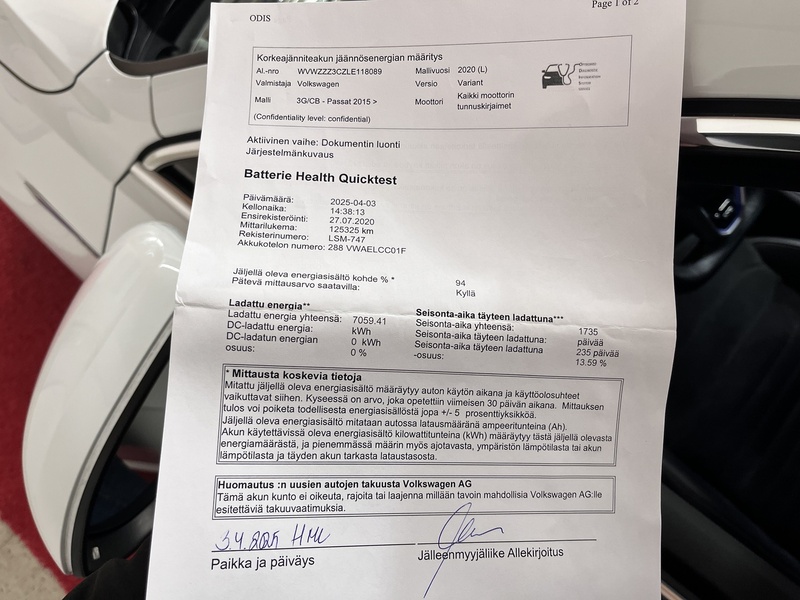 ODIS
Page 1 of 2
Korkeajänniteakun jäännösenergian määritys
Al.-nro WVWZZZ3CZLE118089 Mallivuosi 2020 (L)
Valmistaja Volkswagen Versio Variant
Malli 3G/CB - Passat 2015 > Moottori Kaikki moottorin tunnuskirjaimet
(Confidentiality level: confidential)
Aktiivinen vaihe: Dokumentin luonti
Järjestelmänkuvaus
Batterie Health Quicktest
Päivämäärä: 2025-04-03
Kellonaika: 14:38:13
Ensirekisteröinti: 27.07.2020
Mittarilukema: 125325 km
Rekisterinumero: LSM-747
Akkukotelon numero: 288 VWAELCC01F
Jäljellä oleva energiasisältö kohde % * 94
Pätevä mittausarvo saatavilla: Kyllä
Ladattu energia**
Ladattu energia yhteensä: 7059.41 kWh
DC-ladattu energia: 0 kWh
DC-ladatun energian osuus: 0 %
Seisonta-aika täyteen ladattuna***
Seisonta-aika yhteensä: 1735 päivää
Seisonta-aika täyteen ladattuna: 235 päivää
Seisonta-aika täyteen ladattuna -osuus: 13.59 %
* Mittausta koskevia tietoja
Mitattu jäljellä oleva energiasisältö määräytyy auton käytön aikana ja käyttöolosuhteet
vaikuttavat siihen. Kyseessä on arvo, joka opetettiin viimeisen 30 päivän aikana. Mittauksen
tulos voi poiketa todellisesta energiasisällöstä jopa +/- 5 prosenttiyksikköä.
Jäljellä oleva energiasisältö mitataan autossa latausmääränä ampeeritunteina (Ah).
Akun käytettävissä oleva energiasisältö kilowattitunteina (kWh) määräytyy tästä jäljellä olevasta
energiamäärästä, ja pienemmässä määrin myös ajotavasta, ympäristön lämpötilasta tai akun
lämpötilasta ja täyden akun tarkasta lataustasosta.
Huomautus :n uusien autojen takuusta Volkswagen AG
Tämä akun kunto ei oikeuta, rajoita tai laajenna millään tavoin mahdollisia Volkswagen AG:lle
esitettäviä takuuvaatimuksia.
3.4.2025 HML
Paikka ja päiväys
Jälleenmyyjäliike Allekirjoitus